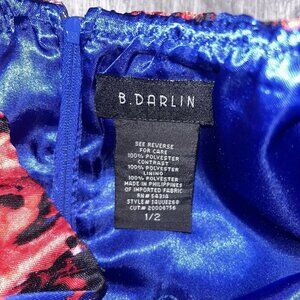 B.DARLIN
SEE REVERSE
FOR CARE
100% POLYESTER
CONTRAST
100% POLYESTER
LINING
100% POLYESTER
MADE IN PHILIPPINES
OF IMPORTED FABRIC
1/2